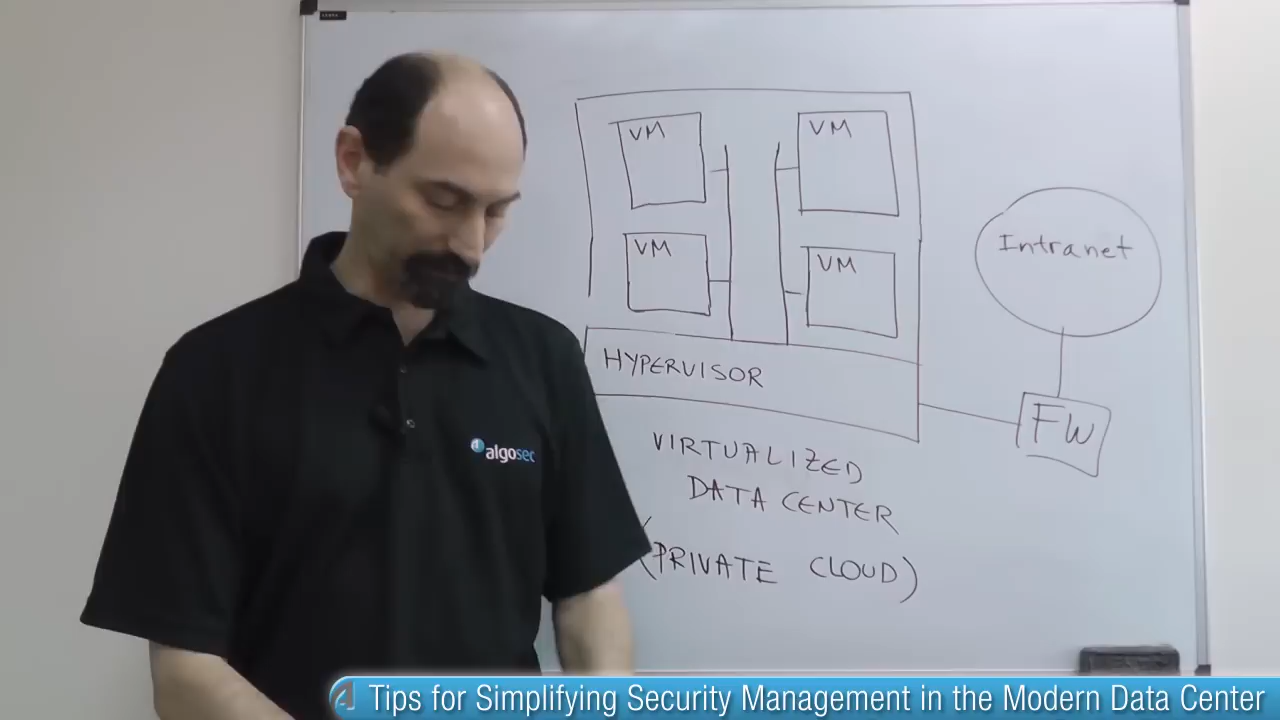 VM
VM
VM
VM
HYPERVISOR
VIRTUALIZED
DATA CENTER
(PRIVATE CLOUD)
Intranet
FW
algosec
Tips for Simplifying Security Management in the Modern Data Center